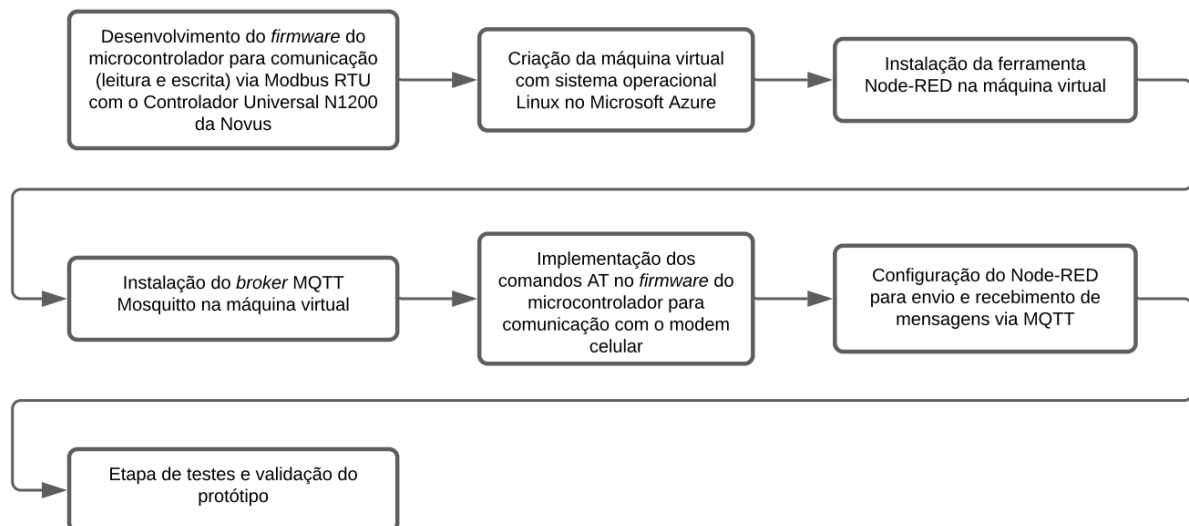 Desenvolvimento do firmware do
microcontrolador para comunicação
(leitura e escrita) via Modbus RTU
com o Controlador Universal N1200
da Novus
Criação da máquina virtual
com sistema operacional
Linux no Microsoft Azure
Instalação da ferramenta
Node-RED na máquina virtual
Instalação do broker MQTT
Mosquitto na máquina virtual
Implementação dos
comandos AT no firmware do
microcontrolador para
comunicação com o modem
celular
Configuração do Node-RED
para envio e recebimento de
mensagens via MQTT
Etapa de testes e validação do
protótipo